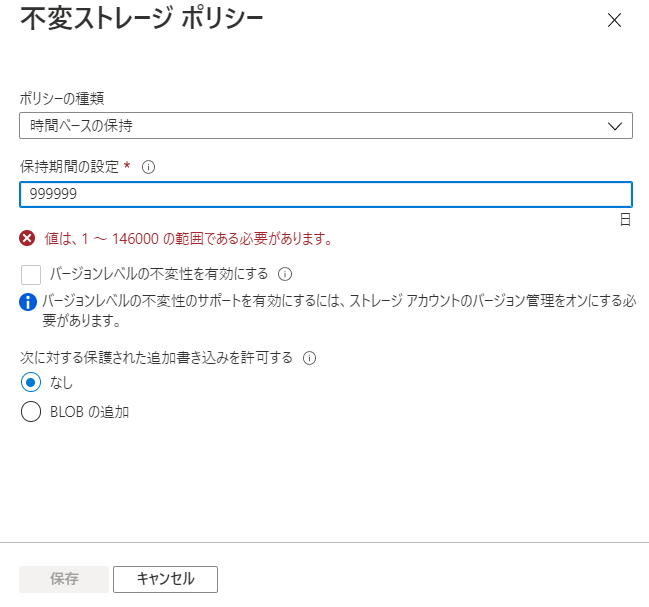 不変ストレージ ポリシー
ポリシーの種類
時間ベースの保持
保持期間の設定 *
999999
日
値は、1 ～ 146000 の範囲である必要があります。
バージョンレベルの不変性を有効にする
バージョンレベルの不変性のサポートを有効にするには、ストレージ アカウントのバージョン管理をオンにする必
要があります。
次に対する保護された追加書き込みを許可する
なし
BLOB の追加
保存
キャンセル